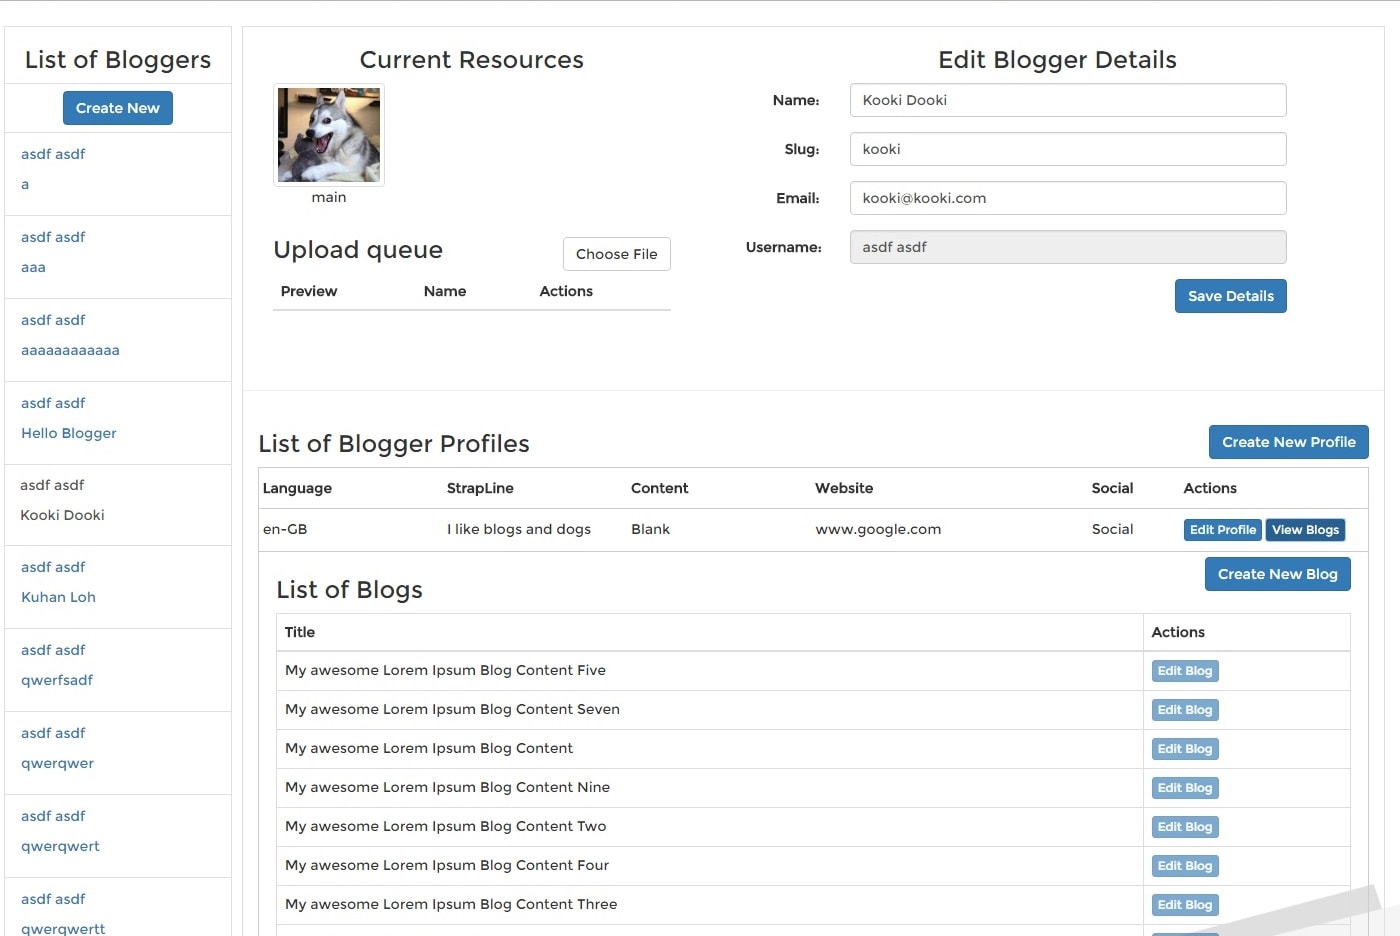 List of Bloggers
Create New
asdf asdf
a
asdf asdf
aaa
asdf asdf
aaaaaaaaaaaa
asdf asdf
Hello Blogger
asdf asdf
Kooki Dooki
asdf asdf
Kuhan Loh
asdf asdf
qwerfsadf
asdf asdf
qwerqwer
asdf asdf
qwerqwert
asdf asdf
qwerqwertt
Current Resources
main
Upload queue
Choose File
Preview Name Actions
Edit Blogger Details
Name: Kooki Dooki
Slug: kooki
Email: kooki@kooki.com
Username: asdf asdf
Save Details
List of Blogger Profiles
Create New Profile
Language StrapLine Content Website Social Actions
en-GB I like blogs and dogs Blank www.google.com Social Edit Profile View Blogs
Create New Blog
List of Blogs
Title Actions
My awesome Lorem Ipsum Blog Content Five Edit Blog
My awesome Lorem Ipsum Blog Content Seven Edit Blog
My awesome Lorem Ipsum Blog Content Edit Blog
My awesome Lorem Ipsum Blog Content Nine Edit Blog
My awesome Lorem Ipsum Blog Content Two Edit Blog
My awesome Lorem Ipsum Blog Content Four Edit Blog
My awesome Lorem Ipsum Blog Content Three Edit Blog